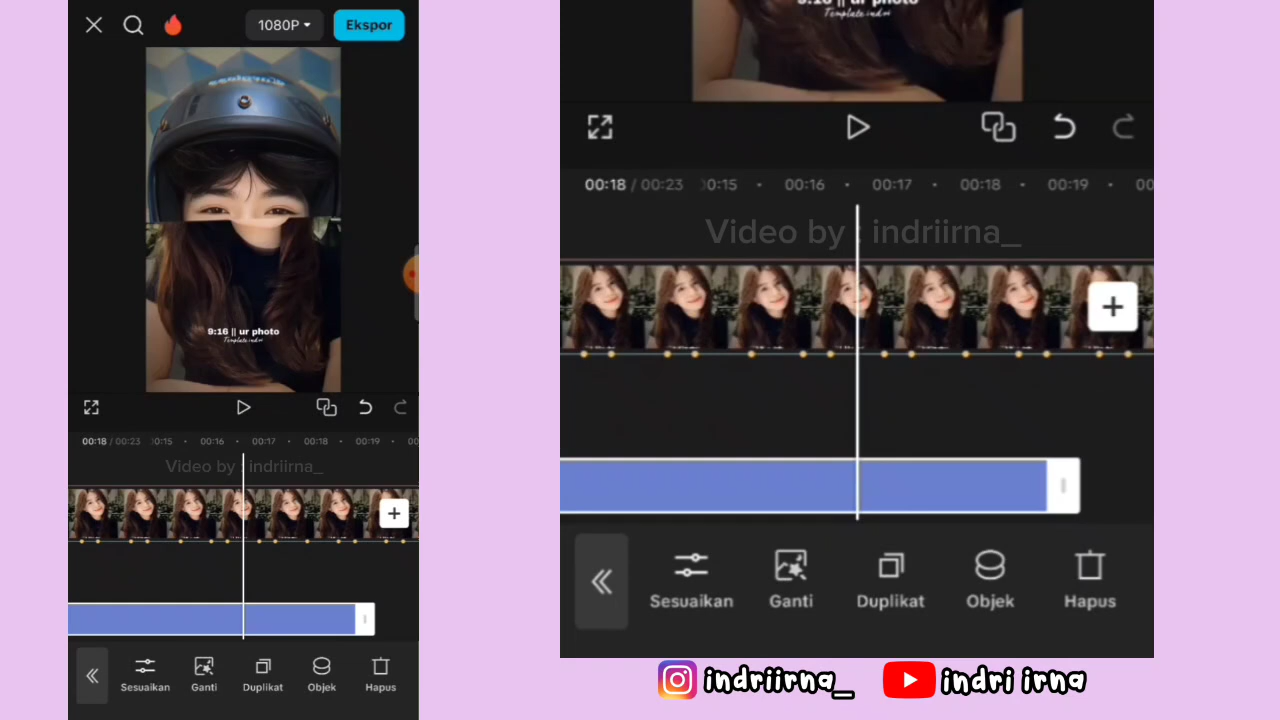 1080P
Ekspor
9:16 || ur photo
Template indri
00:18 / 00:23
0:15
00:16
00:17
00:18
00:19
00
Video by : indriirna_
Sesuaikan
Ganti
Duplikat
Objek
Hapus
9:16 || ur photo
Template indri
00:18 / 00:23
0:15
00:16
00:17
00:18
00:19
00
Video by : indriirna_
Sesuaikan
Ganti
Duplikat
Objek
Hapus
indriirna_
indri irna